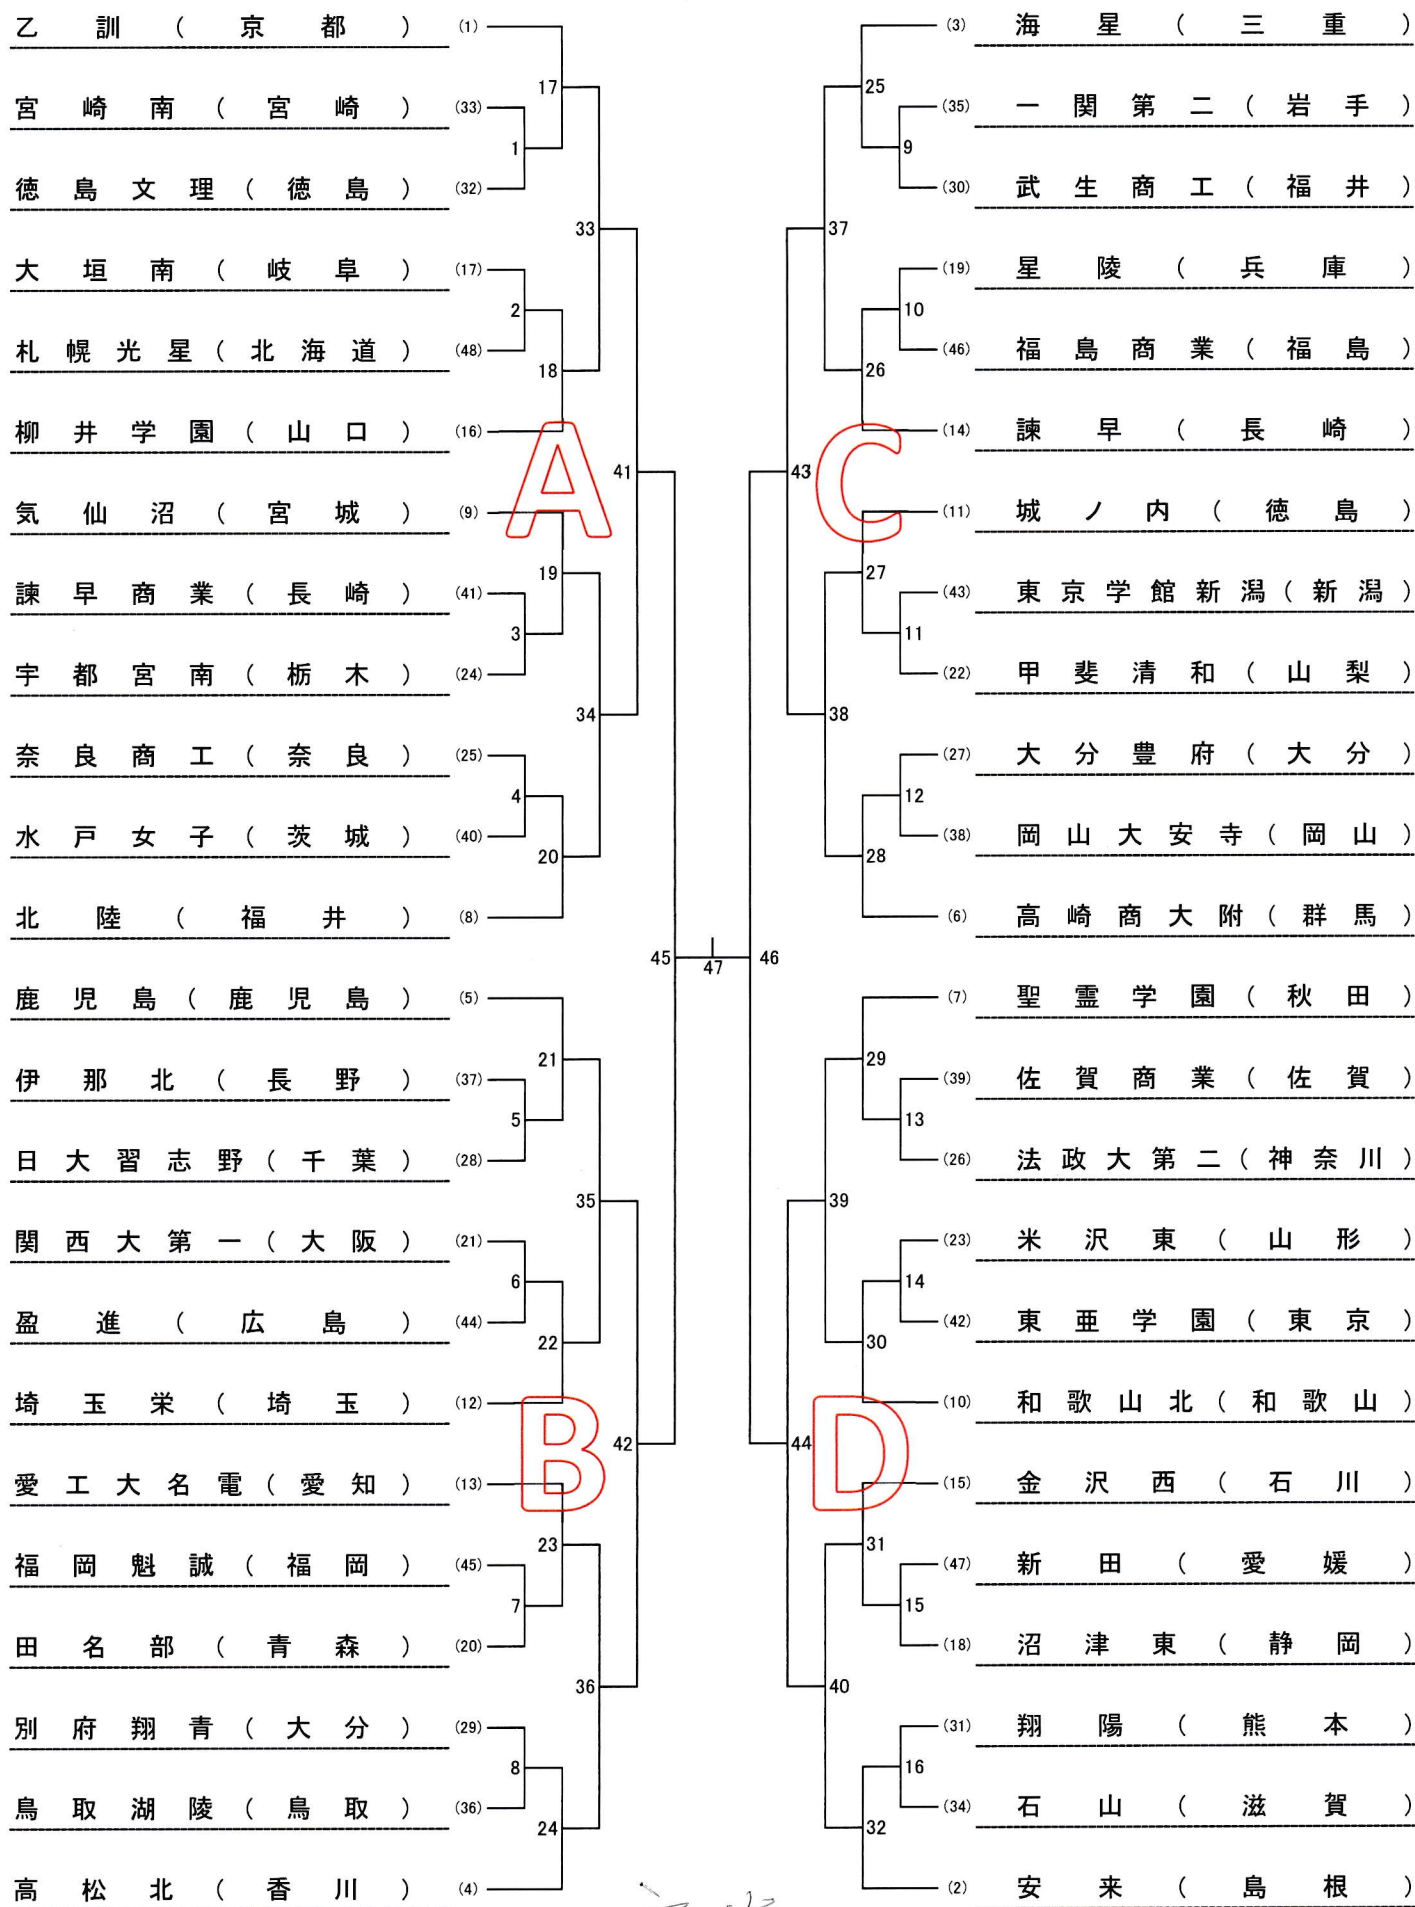 乙訓(京都) (1)
17
宮崎南(宮崎) (33)
1
徳島文理(徳島) (32)
33
大垣南(岐阜) (17)
2
札幌光星(北海道) (48)
18
柳井学園(山口) (16)
A
41
気仙沼(宮城) (9)
19
諫早商業(長崎) (41)
3
宇都宮南(栃木) (24)
34
奈良商工(奈良) (25)
4
水戸女子(茨城) (40)
20
北陸(福井) (8)
45
鹿児島(鹿児島) (5)
21
伊那北(長野) (37)
5
日大習志野(千葉) (28)
35
関西大第一(大阪) (21)
6
盈進(広島) (44)
22
埼玉栄(埼玉) (12)
B
42
愛工大名電(愛知) (13)
23
福岡魁誠(福岡) (45)
7
田名部(青森) (20)
36
別府翔青(大分) (29)
8
鳥取湖陵(鳥取) (36)
24
高松北(香川) (4)
47
(3) 海星(三重)
25
(35) 一関第二(岩手)
9
(30) 武生商工(福井)
37
(19) 星陵(兵庫)
10
(46) 福島商業(福島)
26
(14) 諫早(長崎)
43
C
(11) 城ノ内(徳島)
27
(43) 東京学館新潟(新潟)
11
(22) 甲斐清和(山梨)
38
(27) 大分豊府(大分)
12
(38) 岡山大安寺(岡山)
28
(6) 高崎商大附(群馬)
46
(7) 聖霊学園(秋田)
29
(39) 佐賀商業(佐賀)
13
(26) 法政大第二(神奈川)
39
(23) 米沢東(山形)
14
(42) 東亜学園(東京)
30
(10) 和歌山北(和歌山)
44
D
(15) 金沢西(石川)
31
(47) 新田(愛媛)
15
(18) 沼津東(静岡)
40
(31) 翔陽(熊本)
16
(34) 石山(滋賀)
32
(2) 安来(島根)